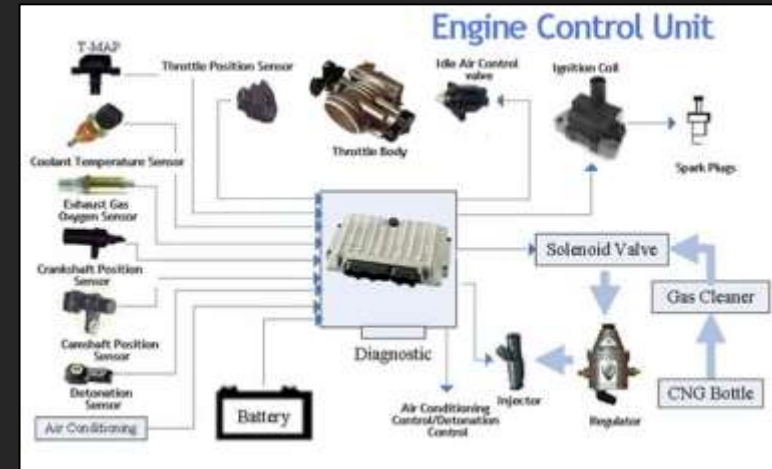 Engine Control Unit
T-MAP
Throttle Position Sensor
Idle Air Control
valve
Ignition Coil
Throttle Body
Spark Plugs
Coolant Temperature Sensor
Exhaust Gas
Oxygen Sensor
Crankshaft Position
Sensor
Camshaft Position
Sensor
Detonation
Sensor
Air Conditioning
Battery
Diagnostic
Air Conditioning
Control/Detonation
Control
Injector
Regulator
Solenoid Valve
Gas Cleaner
CNG Bottle